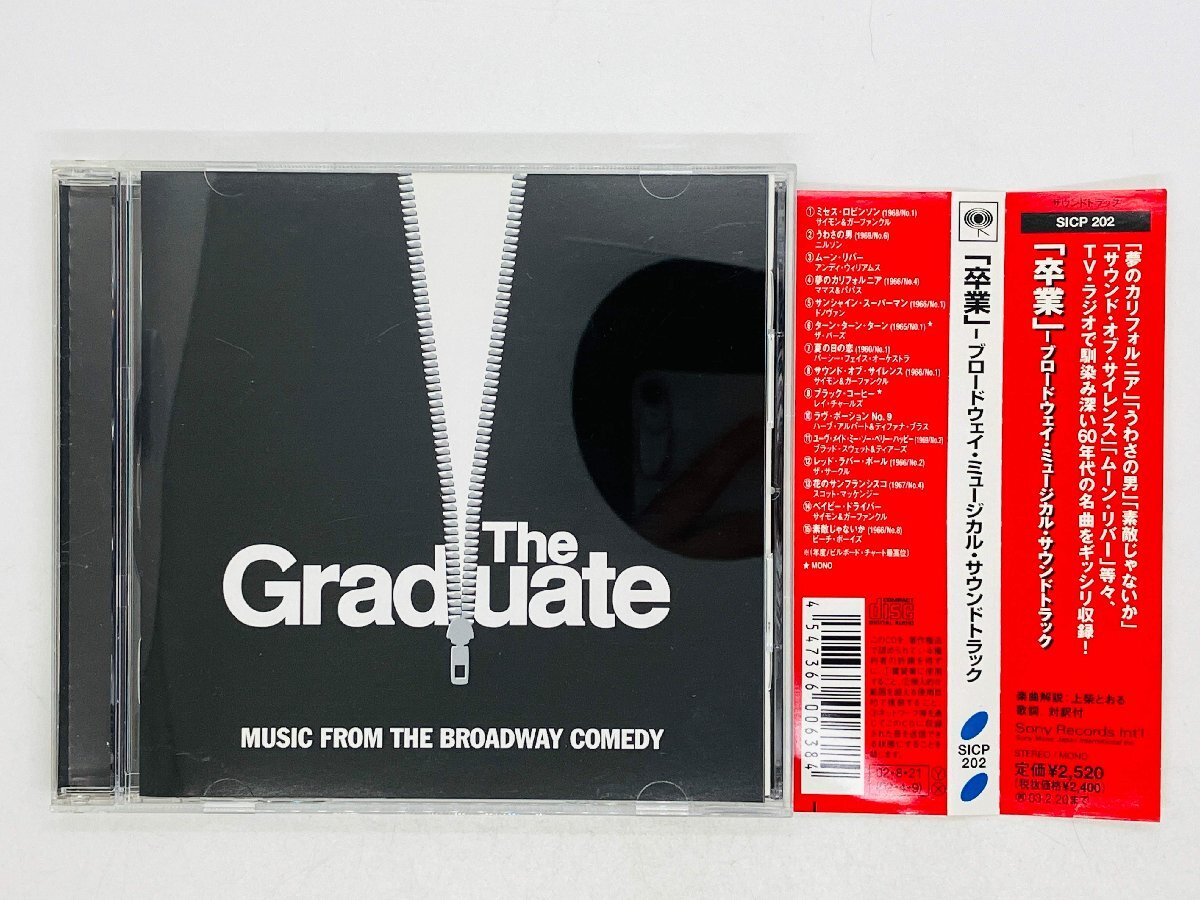 The
Graduate
MUSIC FROM THE BROADWAY COMEDY
①ミセス・ロビンソン(1968/No.1)
サイモン&ガーファンクル
②うわさの男(1968/No.6)
ニルソン
③ムーン・リバー
アンディ・ウィリアムス
④夢のカリフォルニア(1966/No.4)
ママス&パパス
⑤サンシャイン・スーパーマン(1966/No.1)
ドノヴァン
⑥ターン・ターン・ターン(1965/No.1)★
ザ・バーズ
⑦夏の日の恋(1960/No.1)
パーシー・フェイス・オーケストラ
⑧サウンド・オブ・サイレンス(1966/No.1)
サイモン&ガーファンクル
⑨ブラック・コーヒー★
レイ・チャールズ
⑩ラヴ・ポーション No.9
ハーブ・アルパート&ティファナ・ブラス
⑪ユーヴ・メイド・ミー・ソー・ベリー・ハッピー(1969/No.2)
ブラッド・スウェット&ティアーズ
⑫レッド・ラバー・ボール(1966/No.2)
ザ・サークル
⑬花のサンフランシスコ(1967/No.4)
スコット・マッケンジー
⑭ベイビー・ドライバー
サイモン&ガーファンクル
⑮素敵じゃないか(1966/No.8)
ビーチ・ボーイズ
※(年度/ビルボード・チャート最高位)
★ MONO
COMPACT
disc
DIGITAL AUDIO
4547366006384
02・8・21
「卒業」－ブロードウェイ・ミュージカル・サウンドトラック
SICP
202
サウンドトラック
SICP 202
「夢のカリフォルニア」「うわさの男」「素敵じゃないか」
「サウンド・オブ・サイレンス」「ムーン・リバー」等々、
TV・ラジオで馴染み深い60年代の名曲をギッシリ収録!
「卒業」－ブロードウェイ・ミュージカル・サウンドトラック
楽曲解説：上柴とおる
歌詞 対訳付
Sony Records Int'l
Sony Music Japan International Inc.
STEREO/MONO
定価¥2,520
(税抜価格¥2,400)
03・2・20まで